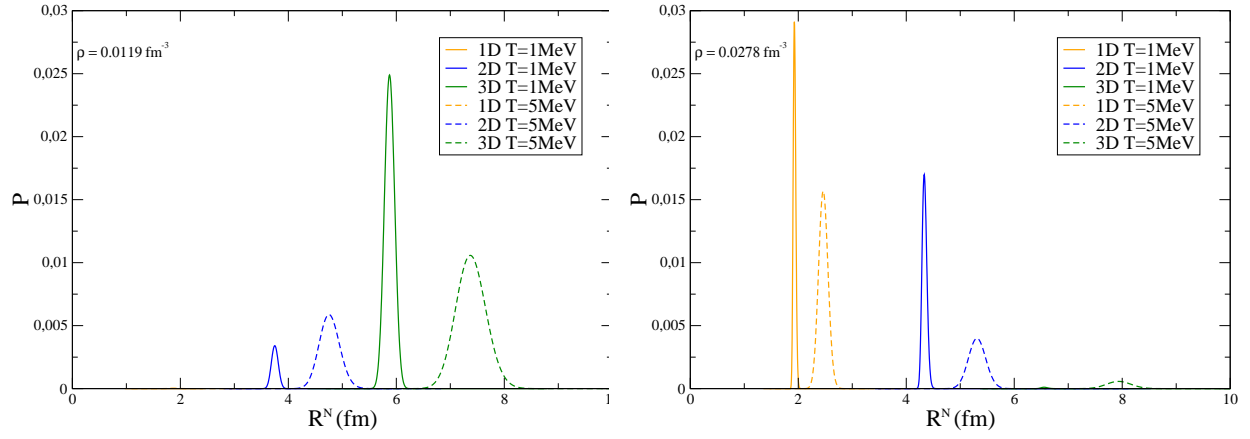 0,03
ρ = 0.0119 fm-3
1D T=1MeV
2D T=1MeV
3D T=1MeV
1D T=5MeV
2D T=5MeV
3D T=5MeV
0,025
0,02
P
0,015
0,01
0,005
0
0 2 4 6 8 10
R^N (fm)
0,03
ρ = 0.0278 fm-3
1D T=1MeV
2D T=1MeV
3D T=1MeV
1D T=5MeV
2D T=5MeV
3D T=5MeV
0,025
0,02
P
0,015
0,01
0,005
0
0 2 4 6 8 10
R^N (fm)